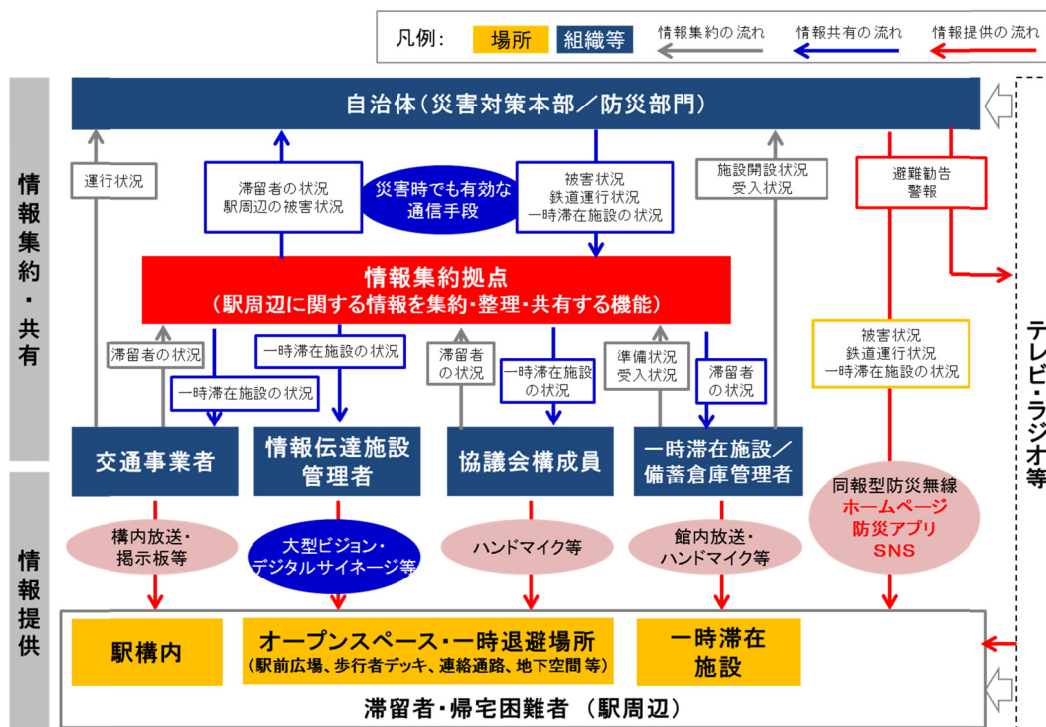 凡例:
場所
組織等
情報集約の流れ
情報共有の流れ
情報提供の流れ
情報集約・共有
情報提供
自治体(災害対策本部/防災部門)
運行状況
滞留者の状況
駅周辺の被害状況
災害時でも有効な
通信手段
被害状況
鉄道運行状況
一時滞在施設の状況
施設開設状況
受入状況
避難勧告
警報
情報集約拠点
(駅周辺に関する情報を集約・整理・共有する機能)
滞留者の状況
一時滞在施設の状況
一時滞在施設の状況
滞留者
の状況
一時滞在施設
の状況
準備状況
受入状況
滞留者
の状況
被害状況
鉄道運行状況
一時滞在施設の状況
テレビ・ラジオ等
交通事業者
情報伝達施設
管理者
協議会構成員
一時滞在施設/
備蓄倉庫管理者
構内放送・
掲示板等
大型ビジョン・
デジタルサイネージ等
ハンドマイク等
館内放送・
ハンドマイク等
同報型防災無線
ホームページ
防災アプリ
SNS
駅構内
オープンスペース・一時退避場所
(駅前広場、歩行者デッキ、連絡通路、地下空間 等)
一時滞在
施設
滞留者・帰宅困難者 (駅周辺)